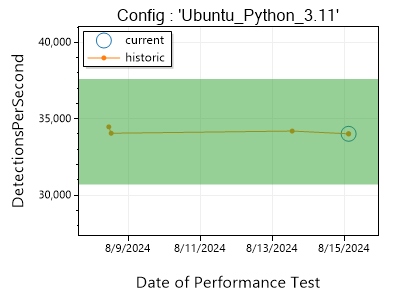 Config : 'Ubuntu_Python_3.11'
current
historic
40,000
35,000
30,000
DetectionsPerSecond
8/9/2024
8/11/2024
8/13/2024
8/15/2024
Date of Performance Test